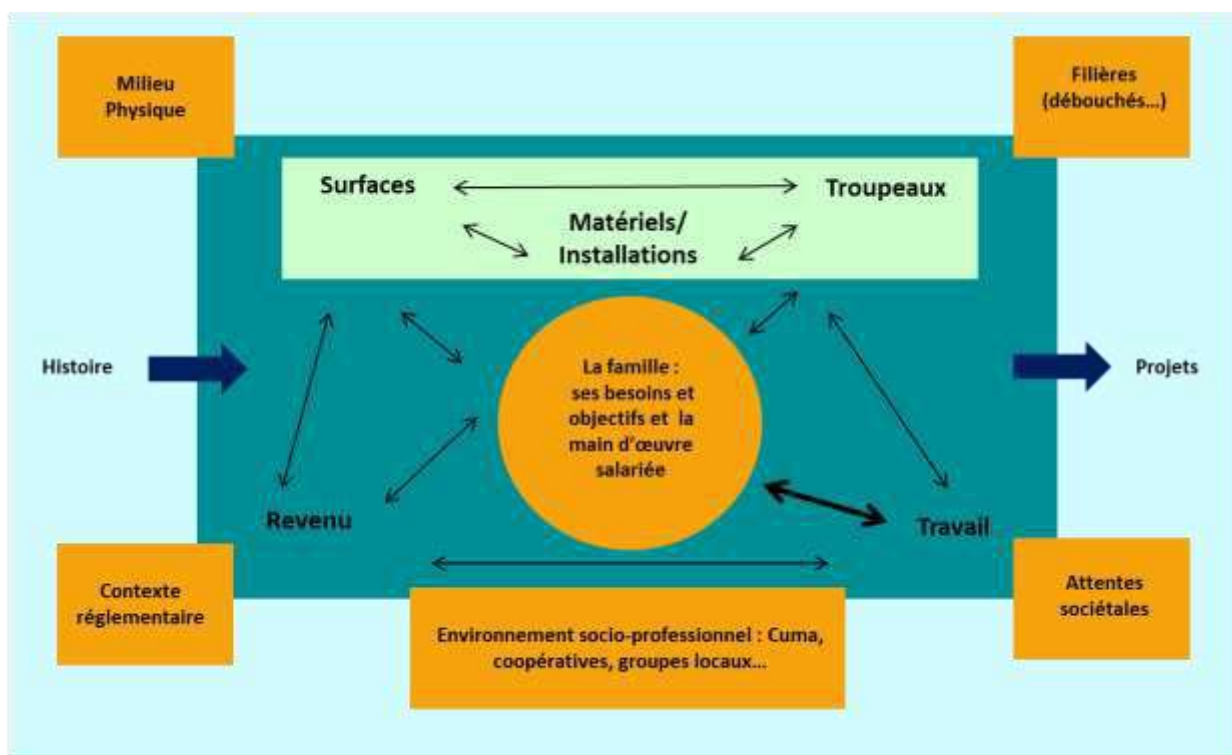 Milieu
Physique
Filières
(débouchés...)
Surfaces
Troupeaux
Matériels/
Installations
Histoire
La famille :
ses besoins et
objectifs et la
main d'œuvre
salariée
Projets
Revenu
Travail
Contexte
réglementaire
Environnement socio-professionnel : Cuma,
coopératives, groupes locaux...
Attentes
sociétales